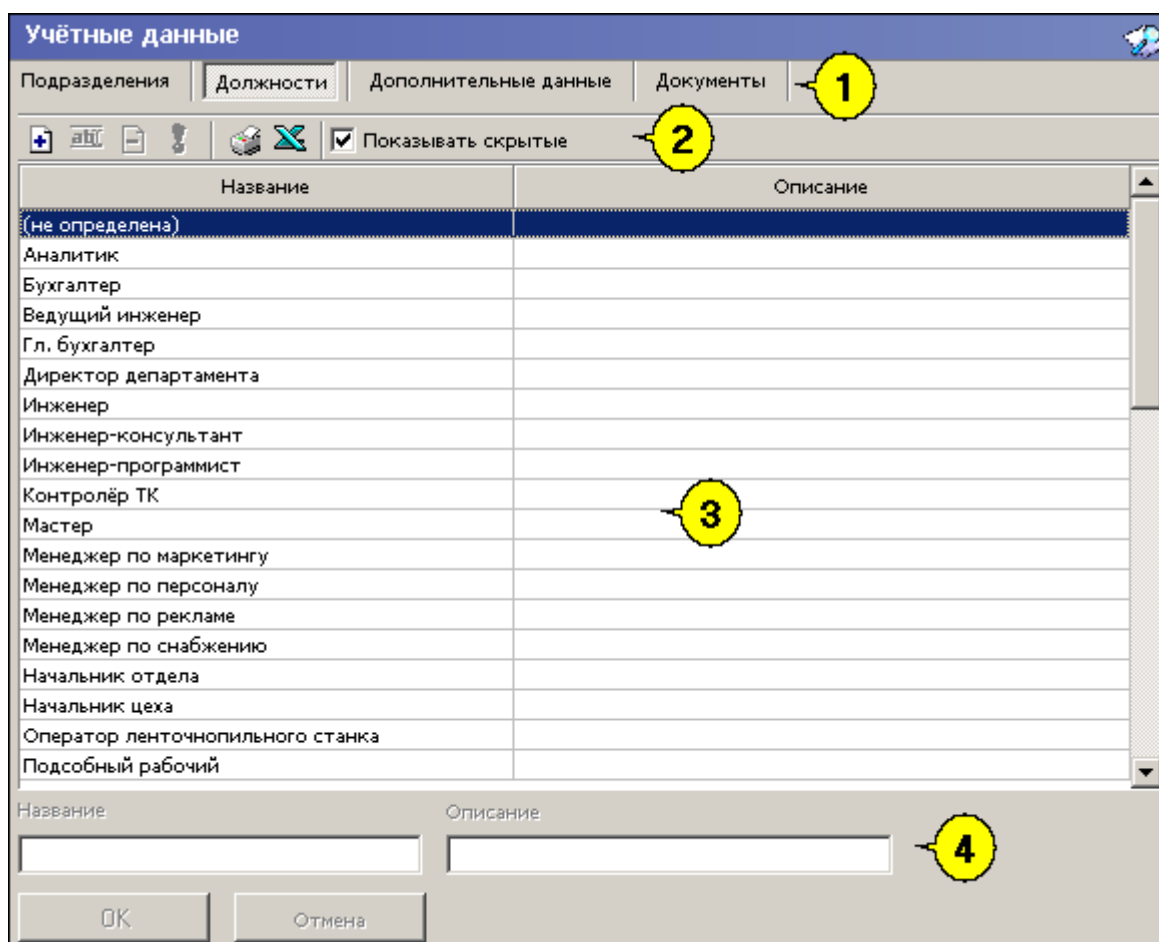 Учётные данные
Подразделения Должности Дополнительные данные Документы 1
Показывать скрытые 2
Название Описание
(не определена)
Аналитик
Бухгалтер
Ведущий инженер
Гл. бухгалтер
Директор департамента
Инженер
Инженер-консультант
Инженер-программист
Контролёр ТК
3
Мастер
Менеджер по маркетингу
Менеджер по персоналу
Менеджер по рекламе
Менеджер по снабжению
Начальник отдела
Начальник цеха
Оператор ленточнопильного станка
Подсобный рабочий
Название Описание
4
OK Отмена